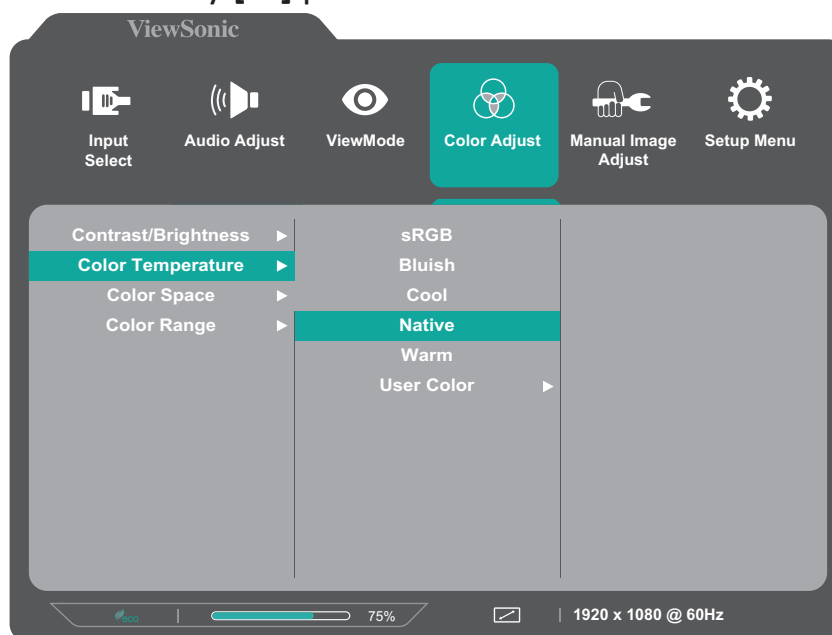 ViewSonic
Input
Select
Audio Adjust
ViewMode
Color Adjust
Manual Image
Adjust
Setup Menu
Contrast/Brightness
Color Temperature
Color Space
Color Range
sRGB
Bluish
Cool
Native
Warm
User Color
eco
75%
1920 x 1080 @ 60Hz